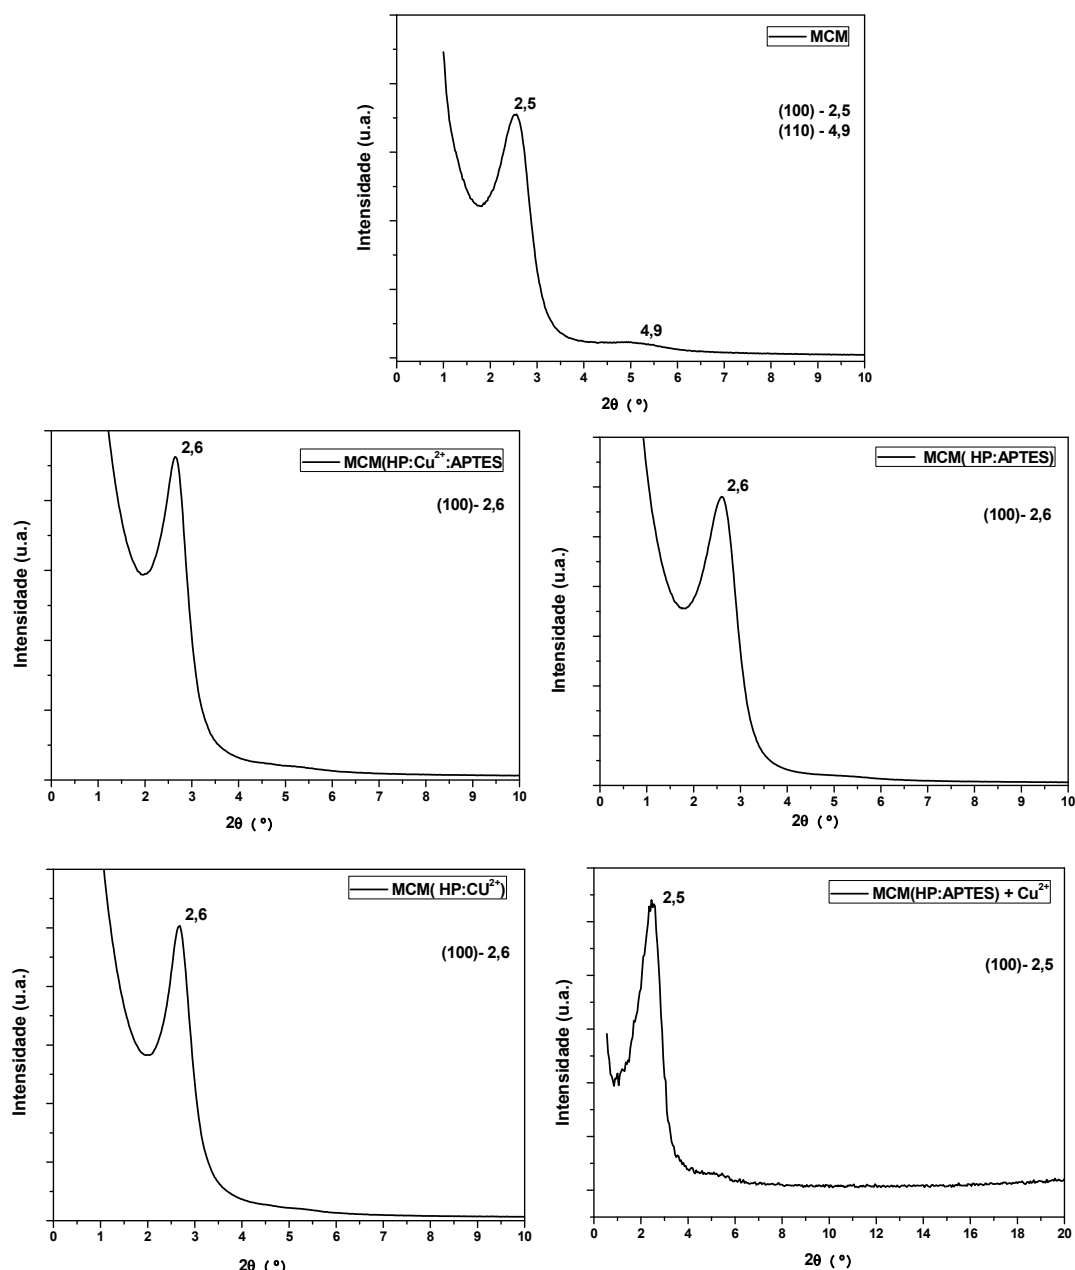 MCM
2,5
(100) - 2,5
(110) - 4,9
4,9
Intensidade (u.a.)
0 1 2 3 4 5 6 7 8 9 10
2θ ( º)
2,6
MCM(HP:Cu2+:APTES
(100)- 2,6
Intensidade (u.a.)
0 1 2 3 4 5 6 7 8 9 10
2θ ( º)
MCM( HP:APTES)
2,6
(100)- 2,6
Intensidade (u.a.)
0 1 2 3 4 5 6 7 8 9 10
2θ ( º)
MCM( HP:CU2+)
2,6
(100)- 2,6
Intensidade (u.a.)
0 1 2 3 4 5 6 7 8 9 10
2θ ( º)
MCM(HP:APTES) + Cu2+
2,5
(100)- 2,5
Intensidade (u.a.)
0 2 4 6 8 10 12 14 16 18 20
2θ ( º)